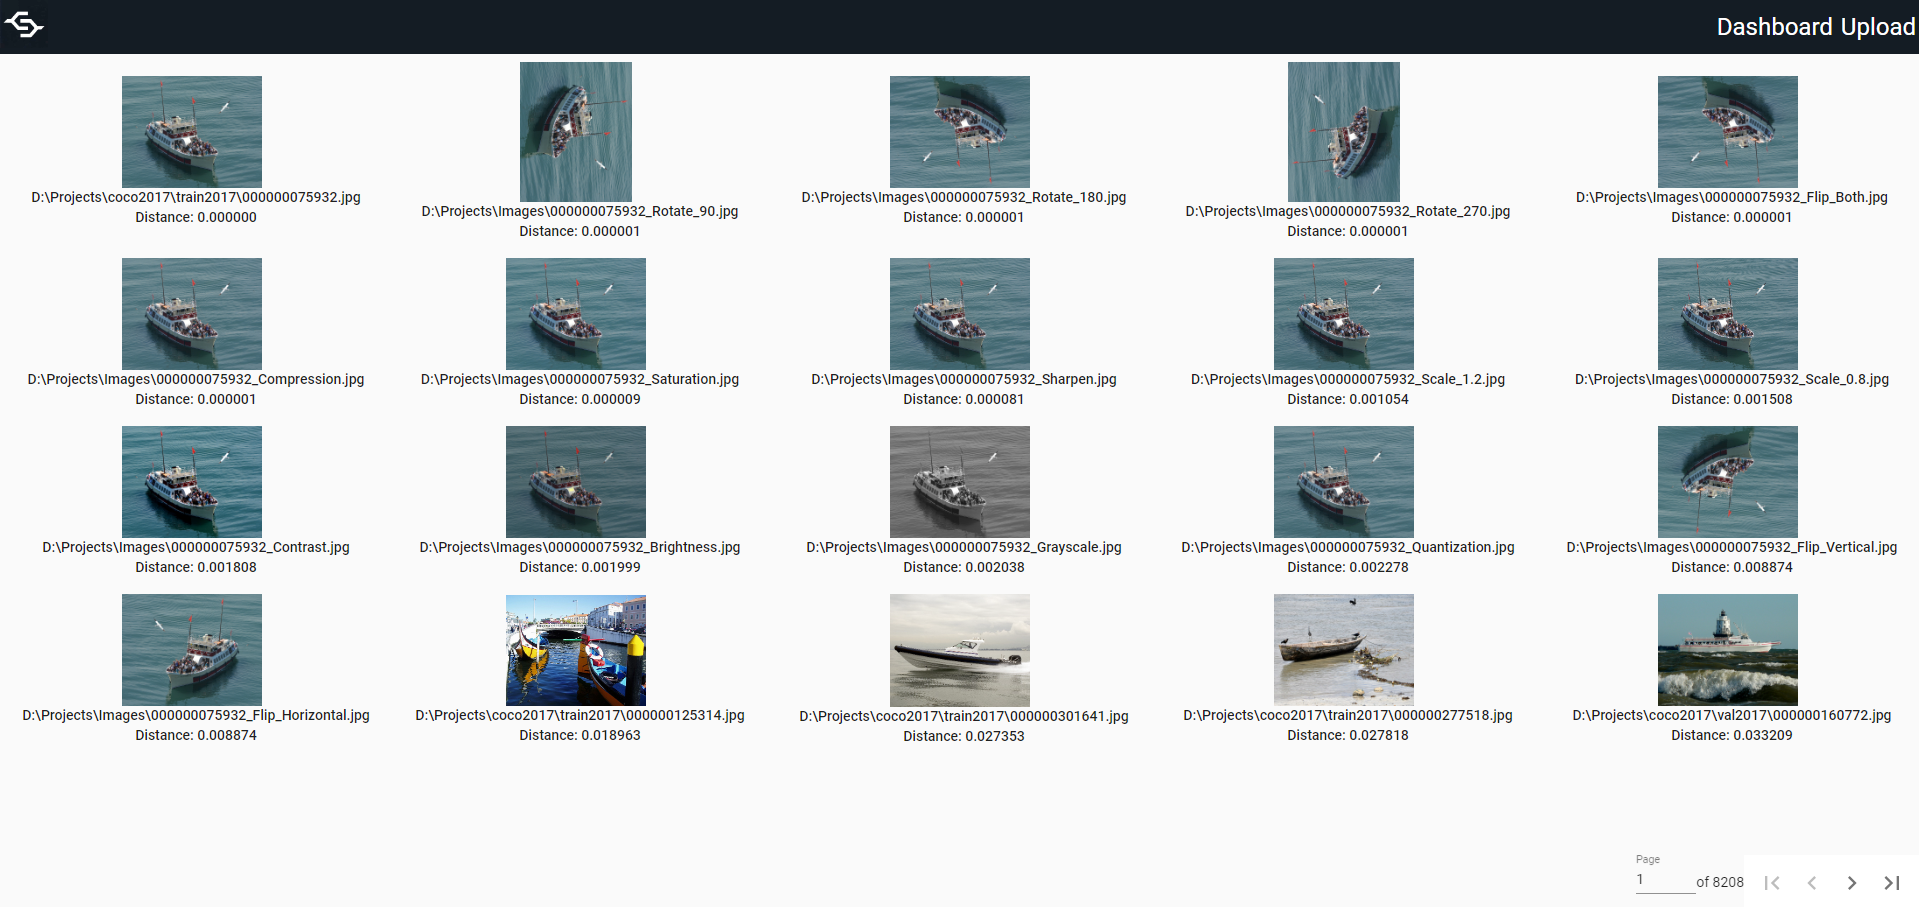 Dashboard Upload
D:\Projects\coco2017\train2017\000000075932.jpg
Distance: 0.000000
D:\Projects\Images\000000075932_Rotate_90.jpg
Distance: 0.000001
D:\Projects\Images\000000075932_Rotate_180.jpg
Distance: 0.000001
D:\Projects\Images\000000075932_Rotate_270.jpg
Distance: 0.000001
D:\Projects\Images\000000075932_Flip_Both.jpg
Distance: 0.000001
D:\Projects\Images\000000075932_Compression.jpg
Distance: 0.000001
D:\Projects\Images\000000075932_Saturation.jpg
Distance: 0.000009
D:\Projects\Images\000000075932_Sharpen.jpg
Distance: 0.000081
D:\Projects\Images\000000075932_Scale_1.2.jpg
Distance: 0.001054
D:\Projects\Images\000000075932_Scale_0.8.jpg
Distance: 0.001508
D:\Projects\Images\000000075932_Contrast.jpg
Distance: 0.001808
D:\Projects\Images\000000075932_Brightness.jpg
Distance: 0.001999
D:\Projects\Images\000000075932_Grayscale.jpg
Distance: 0.002038
D:\Projects\Images\000000075932_Quantization.jpg
Distance: 0.002278
D:\Projects\Images\000000075932_Flip_Vertical.jpg
Distance: 0.008874
D:\Projects\Images\000000075932_Flip_Horizontal.jpg
Distance: 0.008874
D:\Projects\coco2017\train2017\000000125314.jpg
Distance: 0.018963
D:\Projects\coco2017\train2017\000000301641.jpg
Distance: 0.027353
D:\Projects\coco2017\train2017\000000277518.jpg
Distance: 0.027818
D:\Projects\coco2017\val2017\000000160772.jpg
Distance: 0.033209
Page
1 of 8208